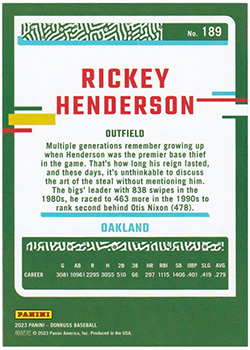 No. 189
RICKEY
HENDERSON
OUTFIELD
Multiple generations remember growing up
when Henderson was the premier base thief
in the game. That's how long his reign lasted,
and these days, it's unthinkable to discuss
the art of the steal without mentioning him.
The bigs' leader with 838 swipes in the
1980s, he raced to 463 more in the 1990s to
rank second behind Otis Nixon (478).
OAKLAND
G AB R H 2B 3B HR RBI SB OBP SLG AVG
CAREER 3081 10961 2295 3055 510 66 297 1115 1406 .401 .419 .279
PANINI
2023 PANINI – DONRUSS BASEBALL
© 2023 Panini America, Inc. Produced in the USA.